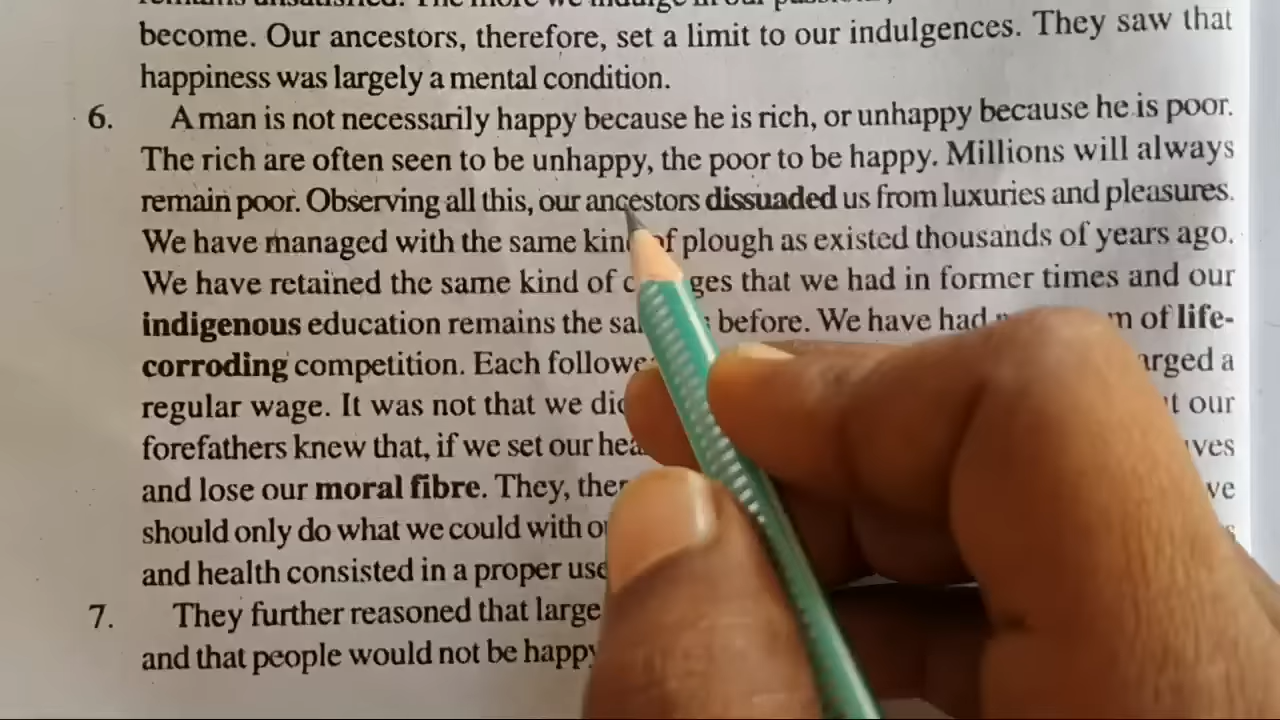 become. Our ancestors, therefore, set a limit to our indulgences. They saw that
happiness was largely a mental condition.
6. A man is not necessarily happy because he is rich, or unhappy because he is poor.
The rich are often seen to be unhappy, the poor to be happy. Millions will always
remain poor. Observing all this, our ancestors dissuaded us from luxuries and pleasures.
We have managed with the same kind of plough as existed thousands of years ago.
We have retained the same kind of that we had in former times and our
indigenous education remains the before. We have had of life-
corroding competition. Each a
regular wage. It was not that we our
forefathers knew that, if we set our
and lose our moral fibre. They,
should only do what we could with
and health consisted in a proper use
7. They further reasoned that large
and that people would not be happy